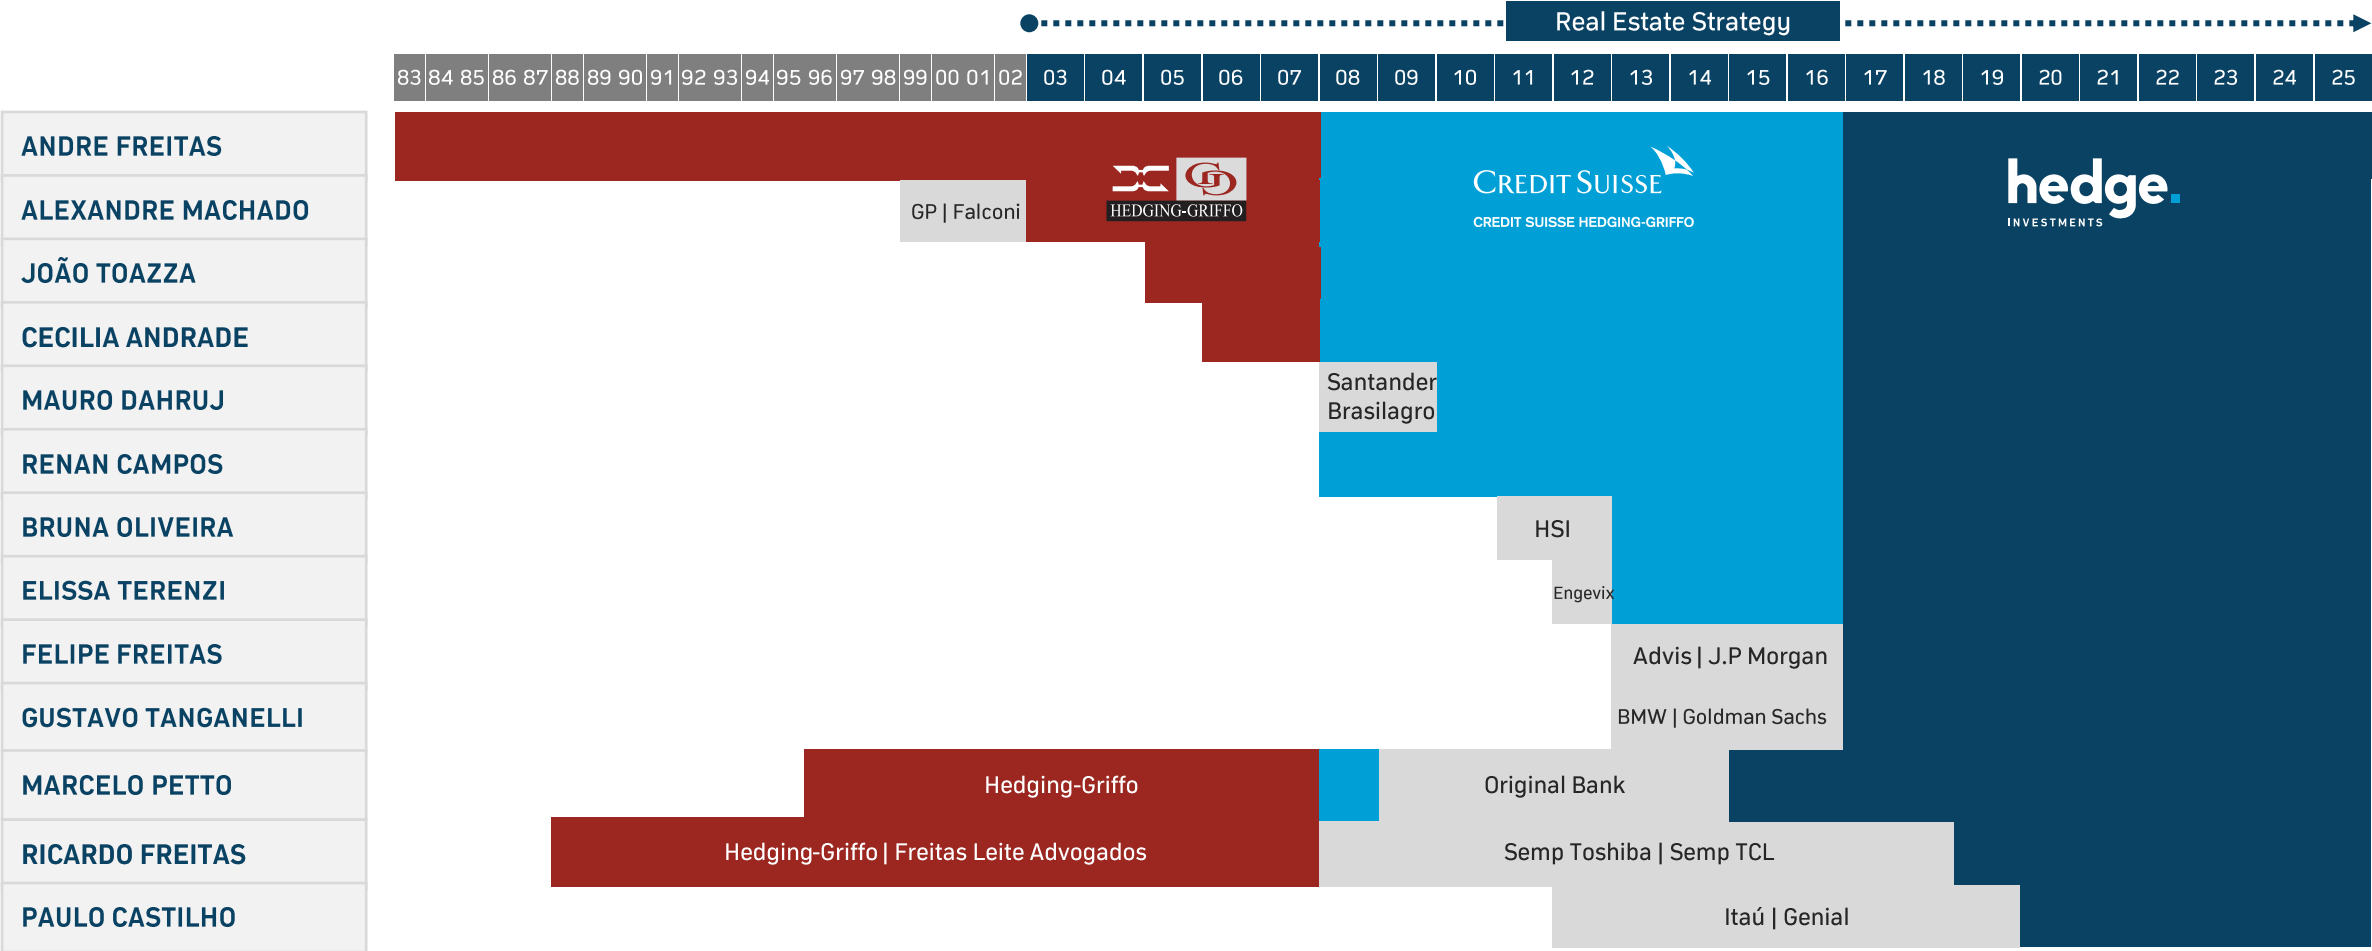 Real Estate Strategy
83 84 85 86 87 88 89 90 91 92 93 94 95 96 97 98 99 00 01 02 03 04 05 06 07 08 09 10 11 12 13 14 15 16 17 18 19 20 21 22 23 24 25
ANDRE FREITAS
HEDGING-GRIFFO
CREDIT SUISSE
CREDIT SUISSE HEDGING-GRIFFO
hedge.
INVESTMENTS
ALEXANDRE MACHADO
GP | Falconi
JOÃO TOAZZA
CECILIA ANDRADE
MAURO DAHRUJ
Santander
Brasilagro
RENAN CAMPOS
BRUNA OLIVEIRA
HSI
ELISSA TERENZI
Engevix
FELIPE FREITAS
Advis | J.P Morgan
GUSTAVO TANGANELLI
BMW | Goldman Sachs
MARCELO PETTO
Hedging-Griffo
Original Bank
RICARDO FREITAS
Hedging-Griffo | Freitas Leite Advogados
Semp Toshiba | Semp TCL
PAULO CASTILHO
Itaú | Genial